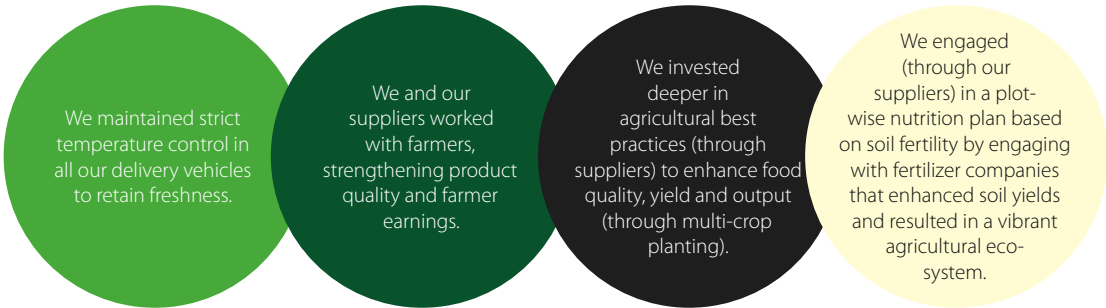 We maintained strict
temperature control in
all our delivery vehicles
to retain freshness.
We and our
suppliers worked
with farmers,
strengthening product
quality and farmer
earnings.
We invested
deeper in
agricultural best
practices (through
suppliers) to enhance food
quality, yield and output
(through multi-crop
planting).
We engaged
(through our
suppliers) in a plot-
wise nutrition plan based
on soil fertility by engaging
with fertilizer companies
that enhanced soil yields
and resulted in a vibrant
agricultural eco-
system.